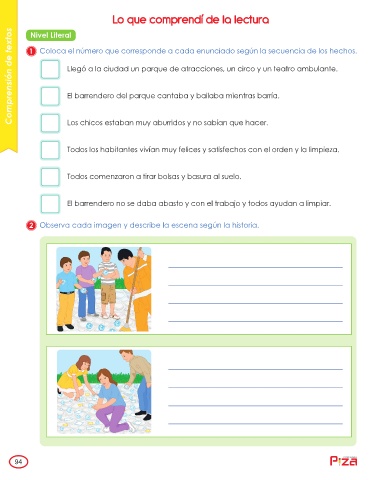 Comprensión de textos
Lo que comprendí de la lectura
Nivel Literal
1 Coloca el número que corresponde a cada enunciado según la secuencia de los hechos.
Llegó a la ciudad un parque de atracciones, un circo y un teatro ambulante.
El barrendero del parque cantaba y bailaba mientras barría.
Los chicos estaban muy aburridos y no sabían que hacer.
Todos los habitantes vivían muy felices y satisfechos con el orden y la limpieza.
Todos comenzaron a tirar bolsas y basura al suelo.
El barrendero no se daba abasto y con el trabajo y todos ayudan a limpiar.
2 Observa cada imagen y describe la escena según la historia.
94
Piza